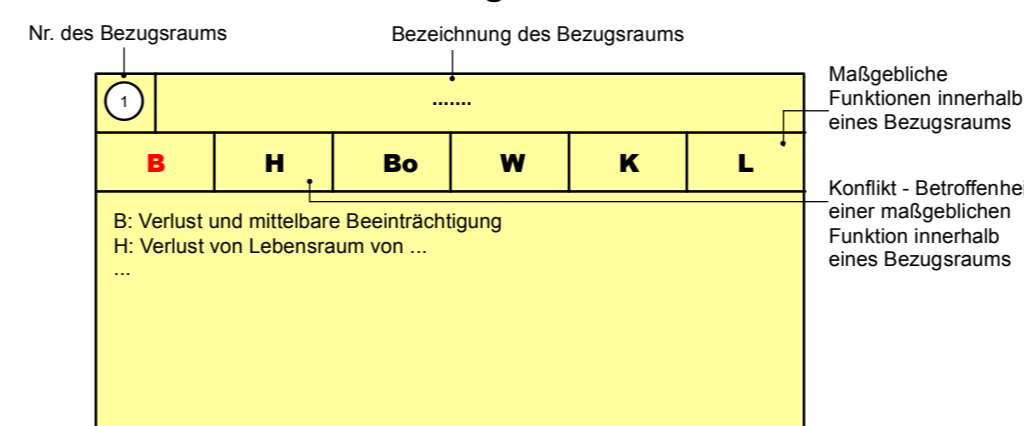 Nr. des Bezugsraums
Bezeichnung des Bezugsraums
1
.......
Maßgebliche
Funktionen innerhalb
eines Bezugsraums
B H Bo W K L
Konflikt - Betroffenhei
einer maßgeblichen
Funktion innerhalb
eines Bezugsraums
B: Verlust und mittelbare Beeinträchtigung
H: Verlust von Lebensraum von ...
...